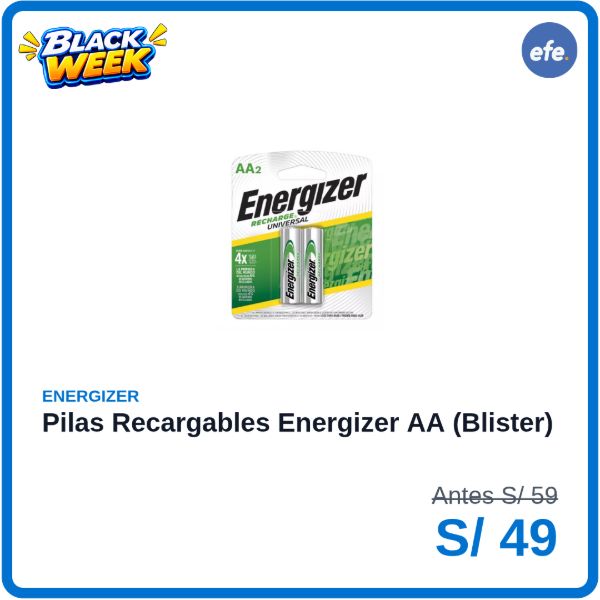 BLACK
WEEK
efe.
AA2
Energizer
RECHARGE
UNIVERSAL
4x
Energizer
Energizer
ENERGIZER
Pilas Recargables Energizer AA (Blister)
Antes S/ 59
S/ 49